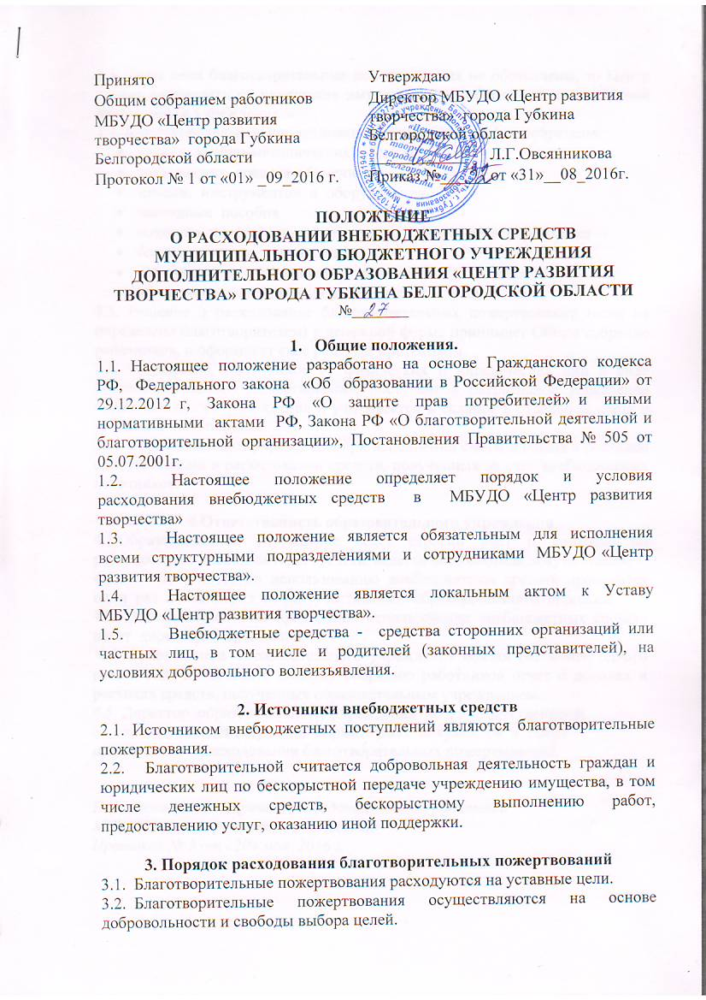 Принято
Общим собранием работников
МБУДО «Центр развития
творчества» города Губкина
Белгородской области
Протокол № 1 от «01» _09_2016 г.
Утверждаю
Директор МБУДО «Центр развития
творчества» города Губкина
Белгородской области
Л.Г.Овсянникова
Приказ № от «31»__08_2016г.
«Центр
развития
творчества
города Губкина
Белгородской
области
ПОЛОЖЕНИЕ
О РАСХОДОВАНИИ ВНЕБЮДЖЕТНЫХ СРЕДСТВ
МУНИЦИПАЛЬНОГО БЮДЖЕТНОГО УЧРЕЖДЕНИЯ
ДОПОЛНИТЕЛЬНОГО ОБРАЗОВАНИЯ «ЦЕНТР РАЗВИТИЯ
ТВОРЧЕСТВА» ГОРОДА ГУБКИНА БЕЛГОРОДСКОЙ ОБЛАСТИ
№ 27
1. Общие положения.
1.1. Настоящее положение разработано на основе Гражданского кодекса
РФ, Федерального закона «Об образовании в Российской Федерации» от
29.12.2012 г, Закона РФ «О защите прав потребителей» и иными
нормативными актами РФ, Закона РФ «О благотворительной деятельной и
благотворительной организации», Постановления Правительства № 505 от
05.07.2001г.
1.2. Настоящее положение определяет порядок и условия
расходования внебюджетных средств в МБУДО «Центр развития
творчества»
1.3. Настоящее положение является обязательным для исполнения
всеми структурными подразделениями и сотрудниками МБУДО «Центр
развития творчества».
1.4. Настоящее положение является локальным актом к Уставу
МБУДО «Центр развития творчества».
1.5. Внебюджетные средства - средства сторонних организаций или
частных лиц, в том числе и родителей (законных представителей), на
условиях добровольного волеизъявления.
2. Источники внебюджетных средств
2.1. Источником внебюджетных поступлений являются благотворительные
пожертвования.
2.2. Благотворительной считается добровольная деятельность граждан и
юридических лиц по бескорыстной передаче учреждению имущества, в том
числе денежных средств, бескорыстному выполнению работ,
предоставлению услуг, оказанию иной поддержки.
3. Порядок расходования благотворительных пожертвований
3.1. Благотворительные пожертвования расходуются на уставные цели.
3.2. Благотворительные пожертвования осуществляются на основе
добровольности и свободы выбора целей.